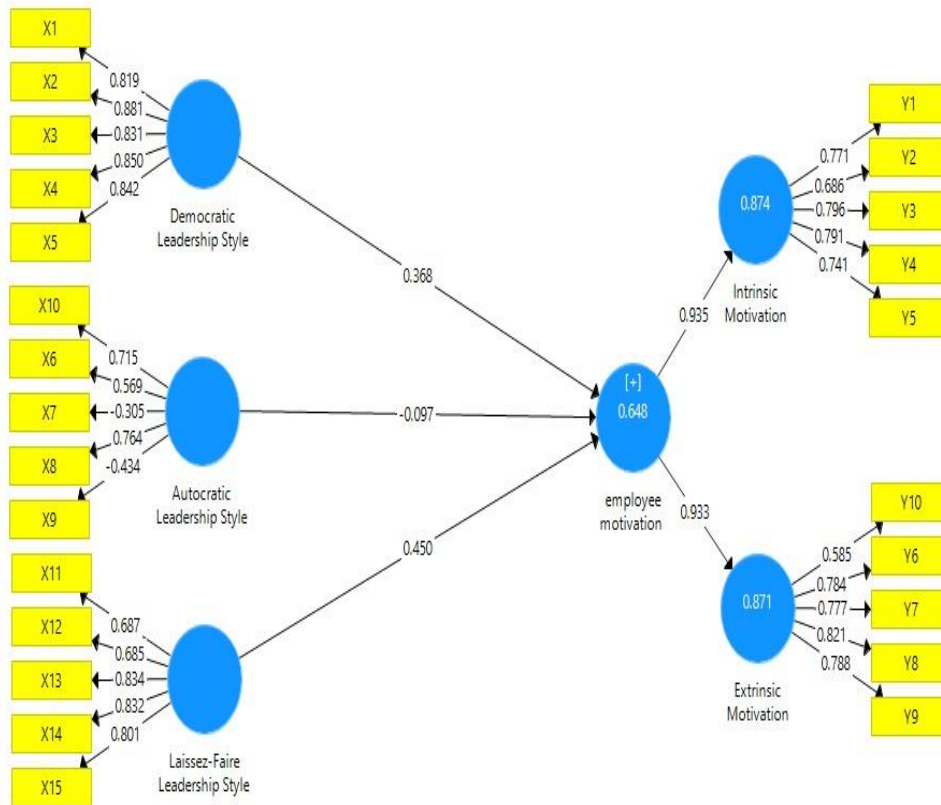 X1
X2
X3
X4
X5
0.819
0.881
0.831
0.850
0.842
Democratic
Leadership Style
0.368
X10
X6
X7
X8
X9
0.715
0.569
-0.305
0.764
-0.434
Autocratic
Leadership Style
-0.097
X11
X12
X13
X14
X15
0.687
0.685
0.834
0.832
0.801
Laissez-Faire
Leadership Style
0.450
[+]
0.648
employee
motivation
0.935
0.933
0.874
Intrinsic
Motivation
0.771
0.686
0.796
0.791
0.741
Y1
Y2
Y3
Y4
Y5
0.871
Extrinsic
Motivation
0.585
0.784
0.777
0.821
0.788
Y10
Y6
Y7
Y8
Y9